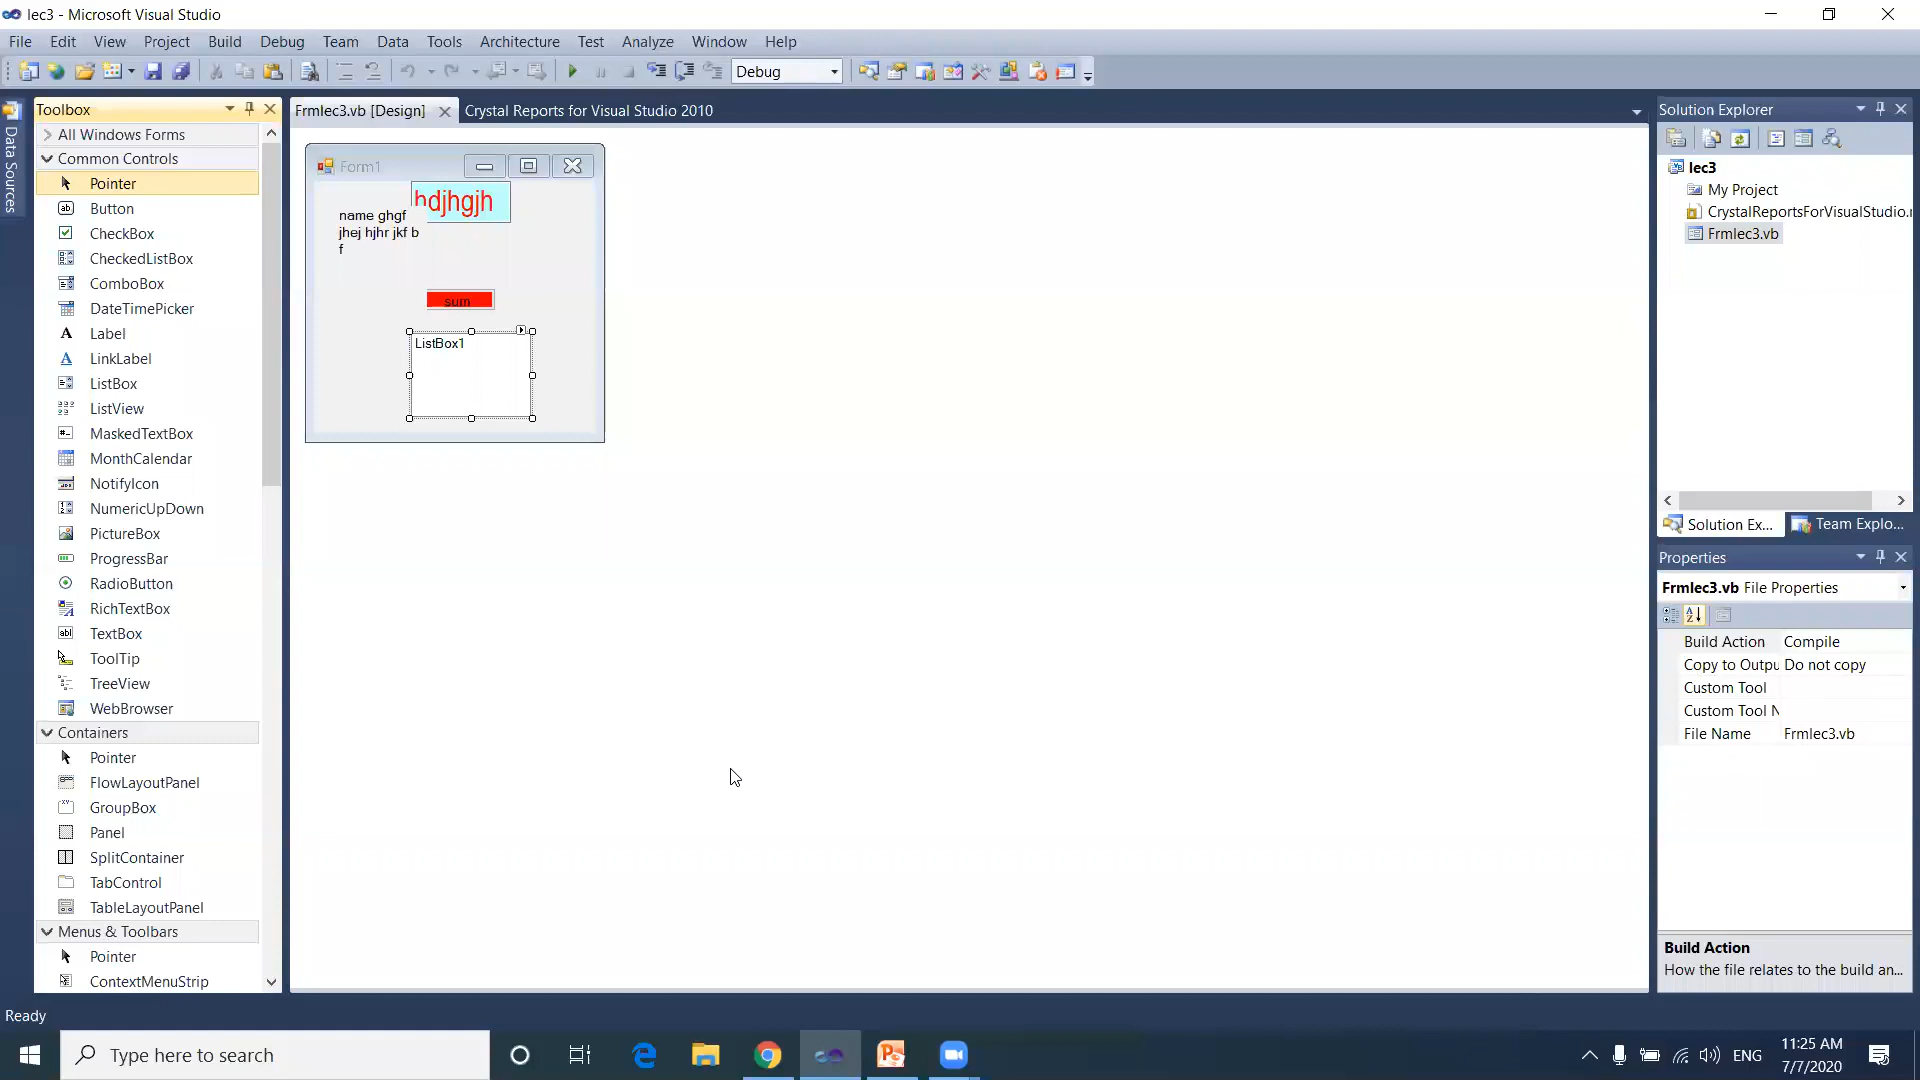 lec3 - Microsoft Visual Studio
File Edit View Project Build Debug Team Data Tools Architecture Test Analyze Window Help
Debug
Data Sources
Toolbox
All Windows Forms
Common Controls
Pointer
Button
CheckBox
CheckedListBox
ComboBox
DateTimePicker
Label
LinkLabel
ListBox
ListView
MaskedTextBox
MonthCalendar
NotifyIcon
NumericUpDown
PictureBox
ProgressBar
RadioButton
RichTextBox
TextBox
ToolTip
TreeView
WebBrowser
Containers
Pointer
FlowLayoutPanel
GroupBox
Panel
SplitContainer
TabControl
TableLayoutPanel
Menus & Toolbars
Pointer
ContextMenuStrip
Frmlec3.vb [Design] Crystal Reports for Visual Studio 2010
Form1
hdjhgjh
name ghgf
jhej hjhr jkf b
f
sum
ListBox1
Solution Explorer
lec3
My Project
CrystalReportsForVisualStudio.
Frmlec3.vb
Solution Ex... Team Explo...
Properties
Frmlec3.vb File Properties
Build Action Compile
Copy to Outpu Do not copy
Custom Tool
Custom Tool N
File Name Frmlec3.vb
Build Action
How the file relates to the build an...
Ready
Type here to search
ENG
11:25 AM
7/7/2020